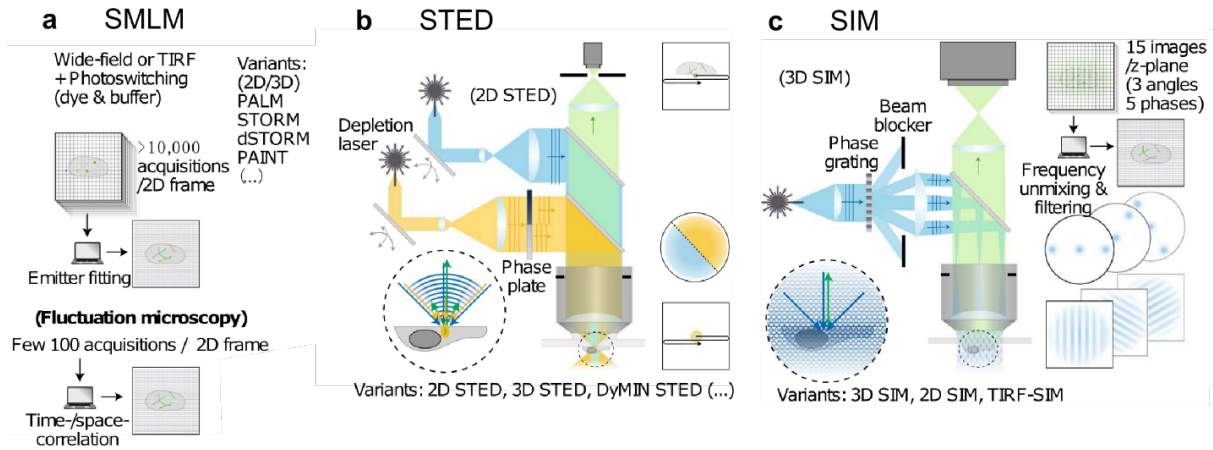 a SMLM
Wide-field or TIRF
+ Photoswitching
(dye & buffer)
Variants:
(2D/3D)
PALM
STORM
dSTORM
PAINT
(...)
>10,000
acquisitions
/2D frame
Emitter fitting
(Fluctuation microscopy)
Few 100 acquisitions / 2D frame
Time-/space-
correlation
b STED
(2D STED)
Depletion
laser
Phase
plate
Variants: 2D STED, 3D STED, DyMIN STED (...)
c SIM
(3D SIM)
Beam
blocker
Phase
grating
15 images
/z-plane
(3 angles
5 phases)
Frequency
unmixing &
filtering
Variants: 3D SIM, 2D SIM, TIRF-SIM